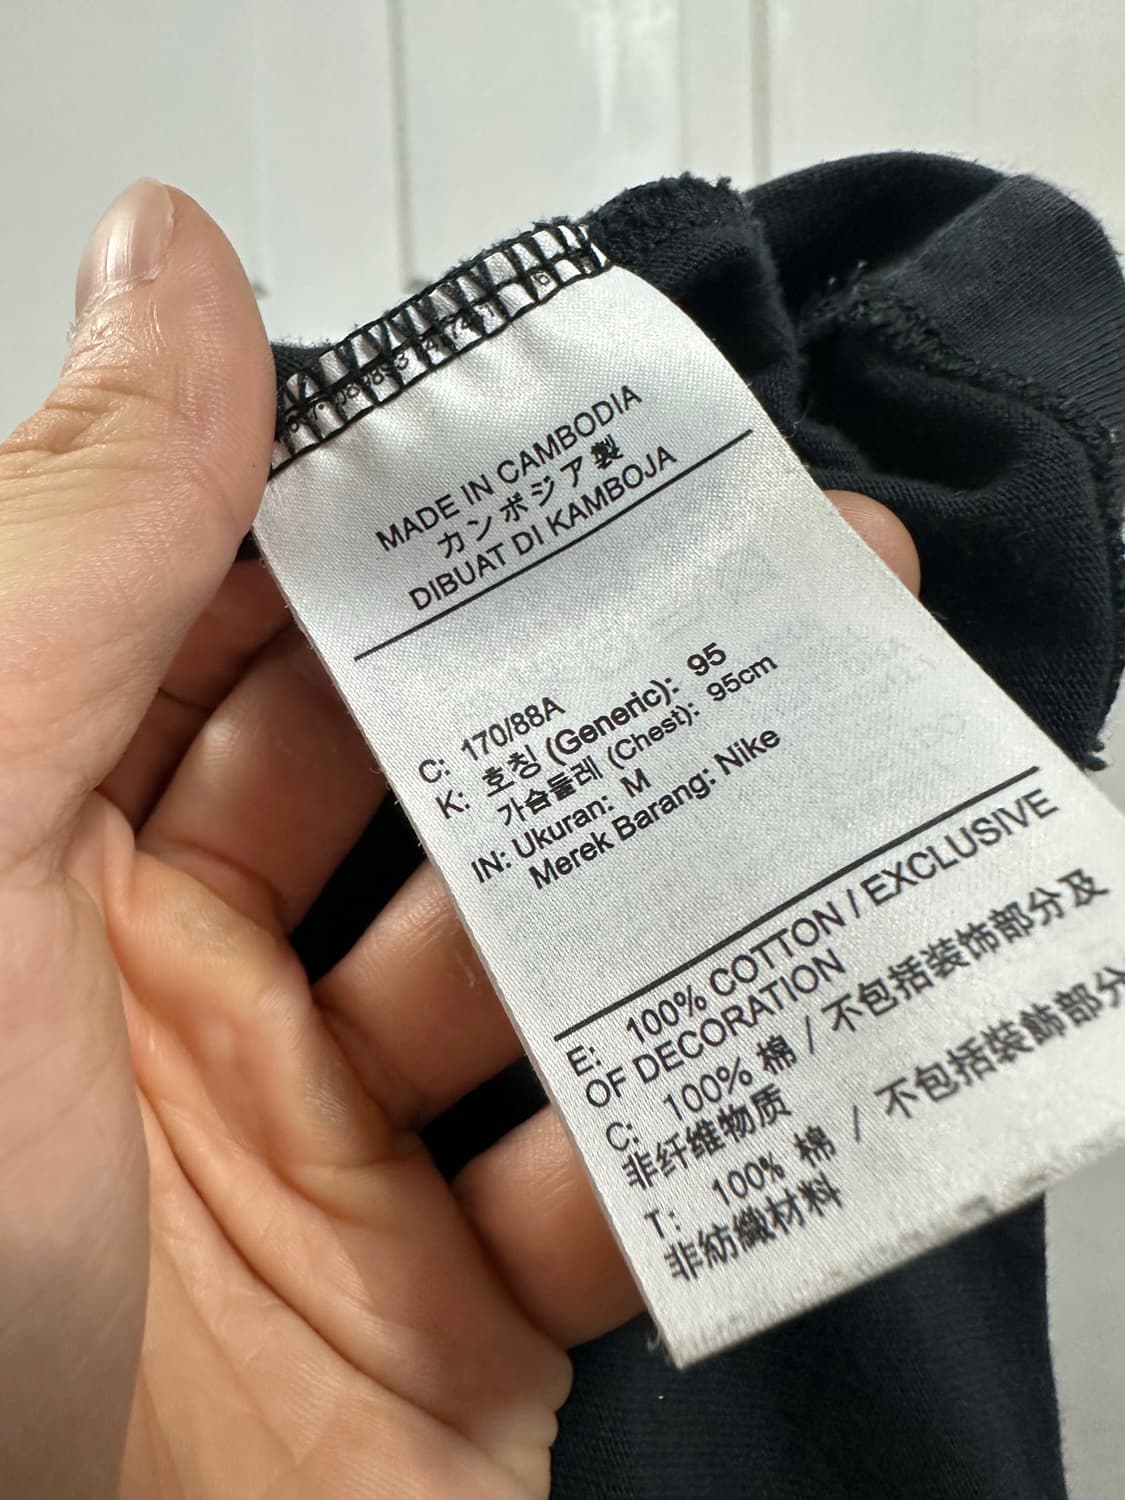 MADE IN CAMBODIA
カンボジア製
DIBUAT DI KAMBOJA
C: 170/88A
K: 호칭 (Generic): 95
가슴둘레 (Chest): 95cm
IN: Ukuran: M
Merek Barang: Nike
E: 100% COTTON / EXCLUSIVE
OF DECORATION
C: 100% 棉 / 不包括装饰部分及
非纤维物质
T: 100% 棉 / 不包括裝飾部分
非紡織材料